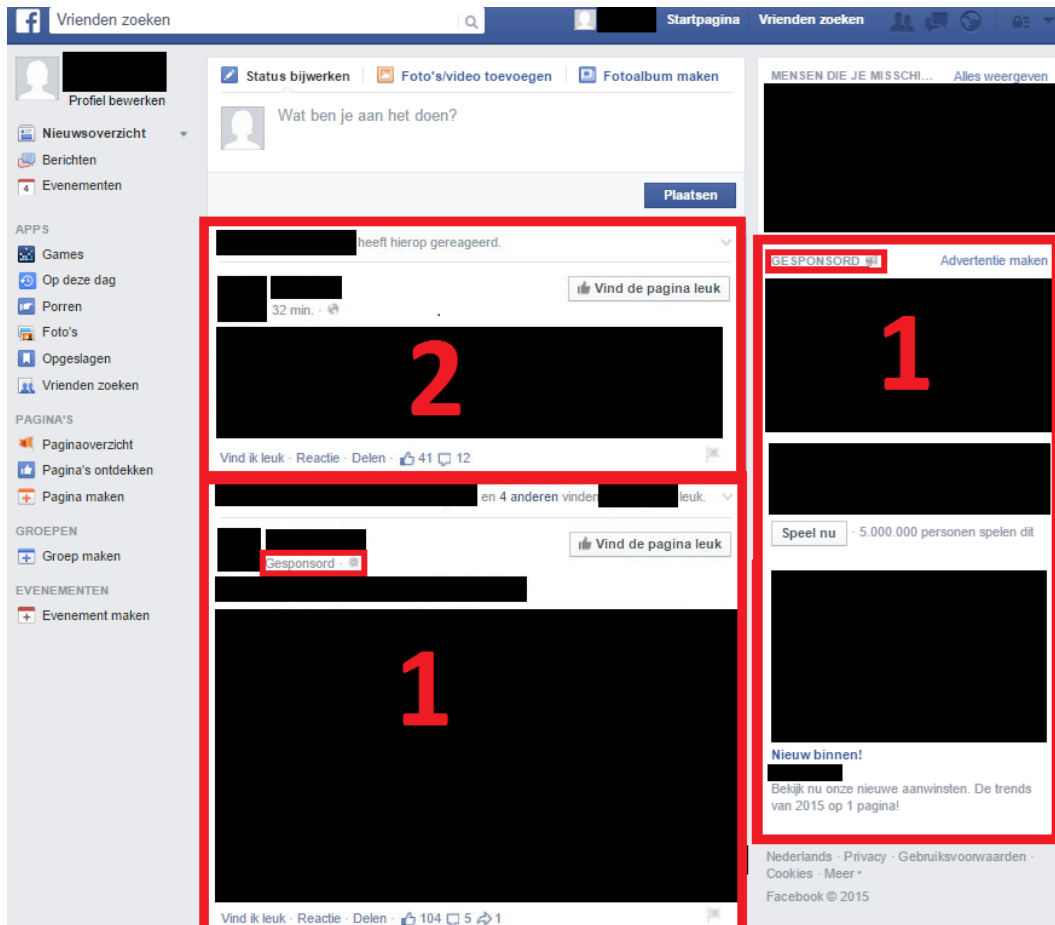 f Vrienden zoeken
Startpagina Vrienden zoeken
Profiel bewerken
Nieuwsoverzicht
Berichten
4 Evenementen
APPS
Games
Op deze dag
Porren
Foto's
Opgeslagen
Vrienden zoeken
PAGINA'S
Paginaoverzicht
Pagina's ontdekken
Pagina maken
GROEPEN
Groep maken
EVENEMENTEN
Evenement maken
Status bijwerken Foto's/video toevoegen Fotoalbum maken
Wat ben je aan het doen?
Plaatsen
heeft hierop gereageerd.
Vind de pagina leuk
32 min. ·
2
Vind ik leuk · Reactie · Delen · 41 12
en 4 anderen vinden leuk.
Vind de pagina leuk
Gesponsord ·
1
Vind ik leuk · Reactie · Delen · 104 5 1
MENSEN DIE JE MISSCHI... Alles weergeven
GESPONSORD Advertentie maken
1
Speel nu · 5.000.000 personen spelen dit
Nieuw binnen!
Bekijk nu onze nieuwe aanwinsten. De trends
van 2015 op 1 pagina!
Nederlands · Privacy · Gebruiksvoorwaarden ·
Cookies · Meer
Facebook © 2015